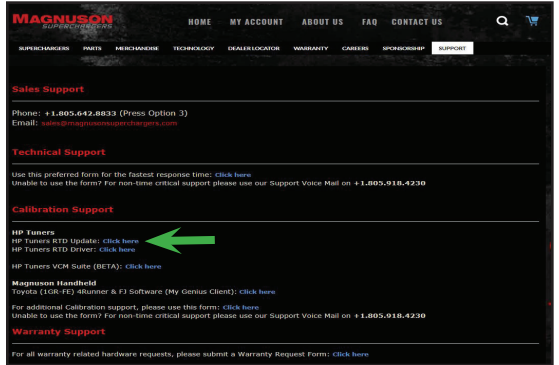 MAGNUSON
SUPERCHARGERS
HOME MY ACCOUNT ABOUT US FAQ CONTACT US
SUPERCHARGERS PARTS MERCHANDISE TECHNOLOGY DEALER LOCATOR WARRANTY CAREERS SPONSORSHIP SUPPORT
Sales Support
Phone: +1.805.642.8833 (Press Option 3)
Email: sales@magnusonsuperchargers.com
Technical Support
Use this preferred form for the fastest response time: Click here
Unable to use the form? For non-time critical support please use our Support Voice Mail on +1.805.918.4230
Calibration Support
HP Tuners
HP Tuners RTD Update: Click here
HP Tuners RTD Driver: Click here
HP Tuners VCM Suite (BETA): Click here
Magnuson Handheld
Toyota (1GR-FE) 4Runner & FJ Software (My Genius Client): Click here
For additional Calibration support, please use this form: Click here
Unable to use the form? For non-time critical support please use our Support Voice Mail on +1.805.918.4230
Warranty Support
For all warranty related hardware requests, please submit a Warranty Request Form: Click here